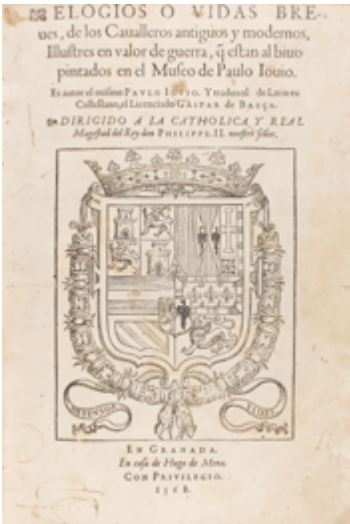 ELOGIOS O VIDAS BRE-
ues, de los Caualleros antiguos y modernos,
Illustres en valor de guerra, q̃ estan al biuo
pintados en el Museo de Paulo Iouio.
Es autor el mismo PAVLO IOVIO. Y traduxolo de Latin en
Castellano, el Licenciado GASPAR DE BAEÇA.
DIRIGIDO A LA CATHOLICA Y REAL
Magestad del Rey don PHILIPPE. II. nuestro señor.
DEFENSOR
FIDEI
EN GRANADA.
En casa de Hugo de Mena.
CON PRIVILEGIO.
1568.